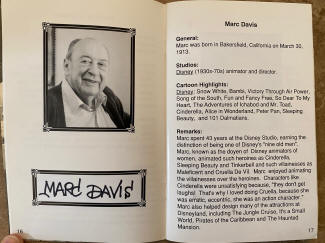 MARC DAVIS
16
Marc Davis
General:
Marc was born in Bakersfield, California on March 30,
1913.
Studios:
Disney (1930s-70s) animator and director.
Cartoon Highlights:
Disney: Snow White, Bambi, Victory Through Air Power,
Song of the South, Fun and Fancy Free, So Dear To My
Heart, The Adventures of Ichabod and Mr. Toad,
Cinderella, Alice in Wonderland, Peter Pan, Sleeping
Beauty, and 101 Dalmatians.
Remarks:
Marc spent 43 years at the Disney Studio, earning the
distinction of being one of Disney's "nine old men".
Marc, known as the doyen of Disney animators of
women, animated such heroines as Cinderella,
Sleeping Beauty and Tinkerbell and such villainesses as
Maleficent and Cruella De Vil. Marc enjoyed animating
the villainesses over the heroines. Characters like
Cinderella were unsatisfying because, "they don't get
laughs. That's why I loved doing Cruella, because she
was erratic, eccentric, she was an action character."
Marc also helped design many of the attractions at
Disneyland, including The Jungle Cruise, It's a Small
World, Pirates of the Caribbean and The Haunted
Mansion.
17